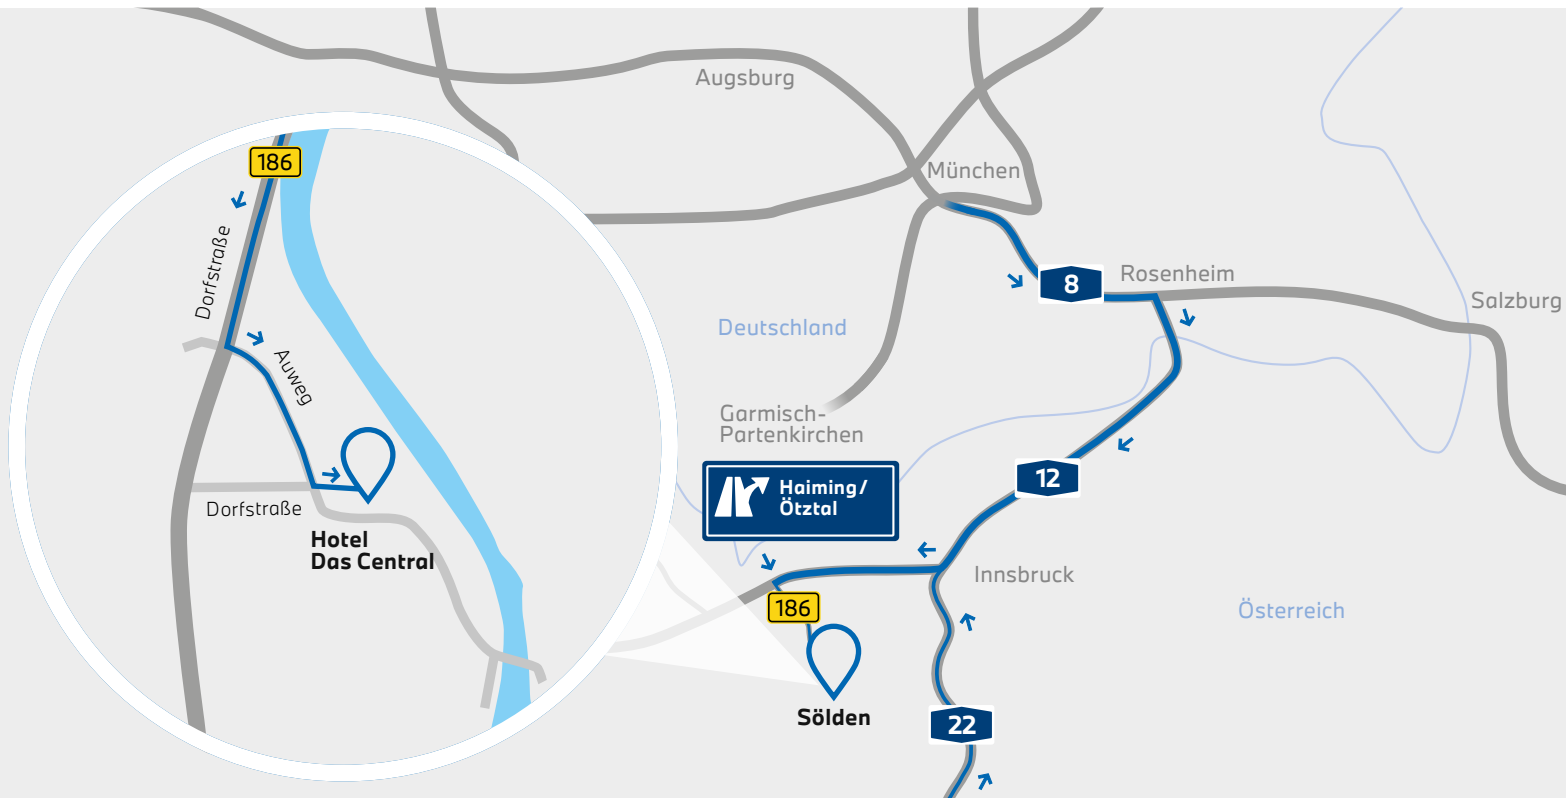 Augsburg
München
186
Dorfstraße
Auweg
Dorfstraße
Hotel
Das Central
8
Rosenheim
Salzburg
Deutschland
Garmisch-
Partenkirchen
12
Haiming/
Ötztal
Innsbruck
186
Österreich
Sölden
22